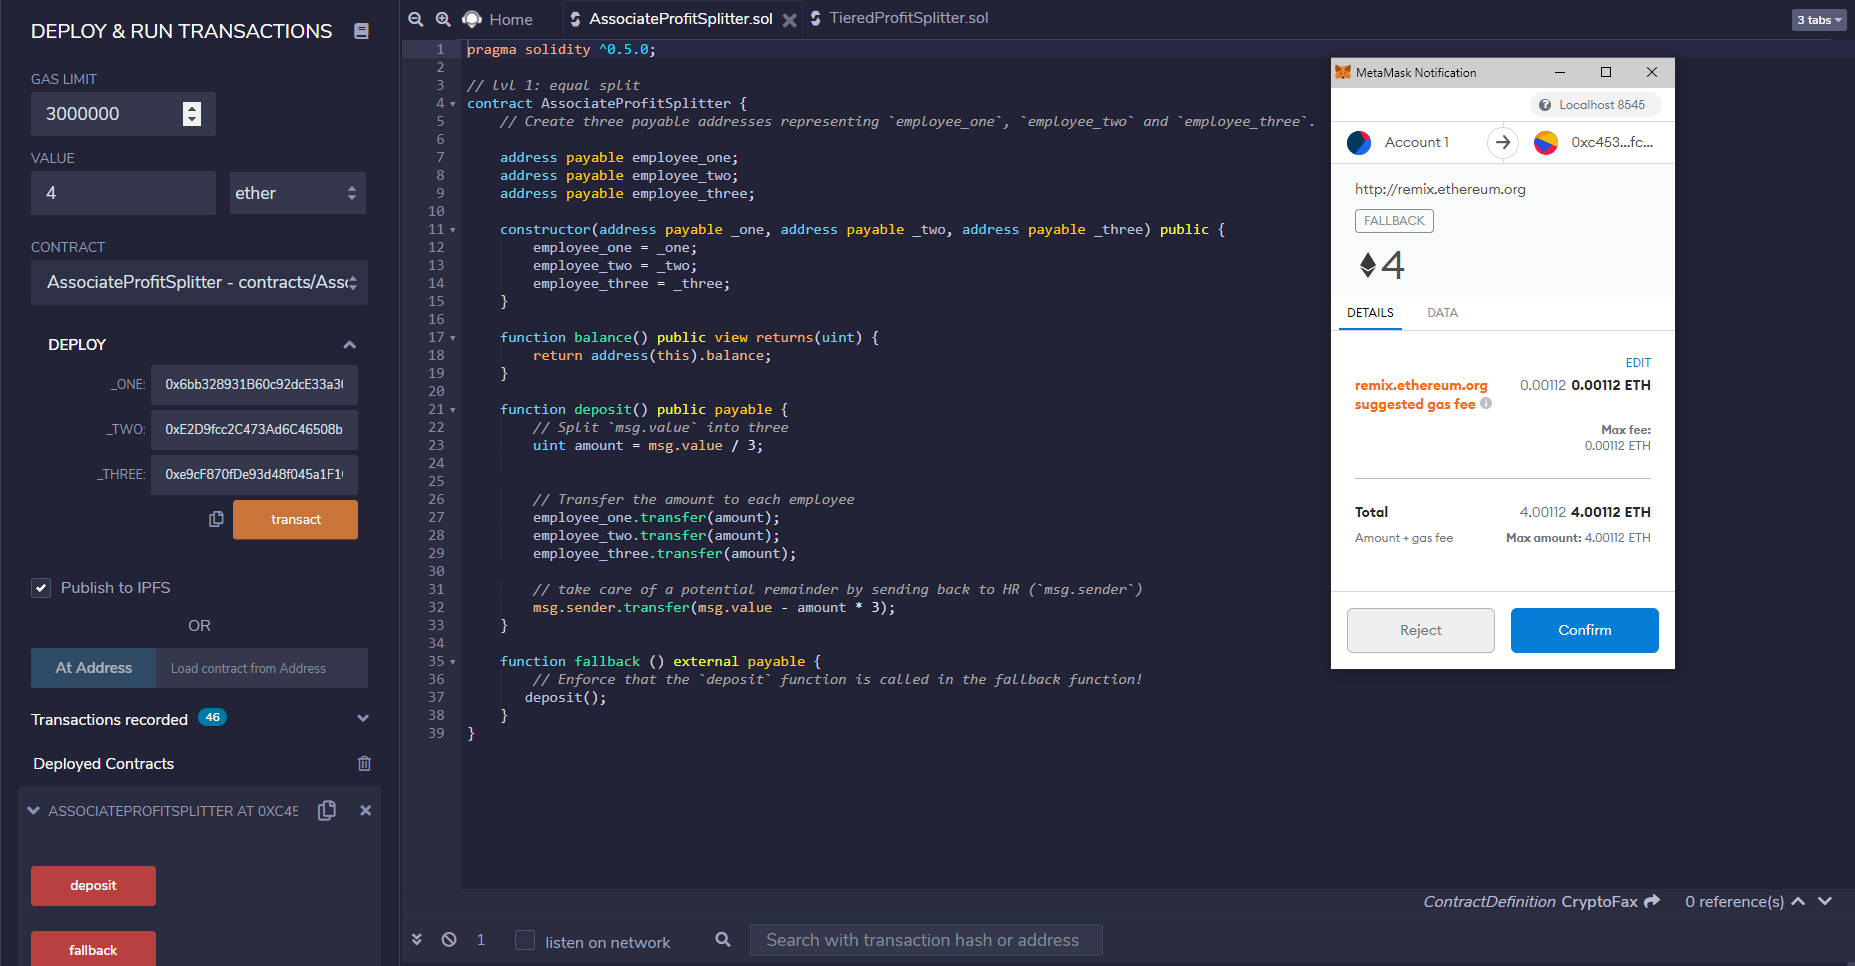 DEPLOY & RUN TRANSACTIONS
GAS LIMIT
3000000
VALUE
4
ether
CONTRACT
AssociateProfitSplitter - contracts/Assc
DEPLOY
_ONE:
0x6bb328931B60c92dcE33a3
_TWO:
0xE2D9fcc2C473Ad6C46508b
_THREE:
0xe9cF870fDe93d48f045a1F1
transact
Publish to IPFS
OR
At Address
Load contract from Address
Transactions recorded 46
Deployed Contracts
ASSOCIATEPROFITSPLITTER AT 0XC45
deposit
fallback
Home
AssociateProfitSplitter.sol
TieredProfitSplitter.sol
3 tabs
1 pragma solidity ^0.5.0;
2
3 // lvl 1: equal split
4 contract AssociateProfitSplitter {
5 // Create three payable addresses representing `employee_one`, `employee_two` and `employee_three`.
6
7 address payable employee_one;
8 address payable employee_two;
9 address payable employee_three;
10
11 constructor(address payable _one, address payable _two, address payable _three) public {
12 employee_one = _one;
13 employee_two = _two;
14 employee_three = _three;
15 }
16
17 function balance() public view returns(uint) {
18 return address(this).balance;
19 }
20
21 function deposit() public payable {
22 // Split `msg.value` into three
23 uint amount = msg.value / 3;
24
25
26 // Transfer the amount to each employee
27 employee_one.transfer(amount);
28 employee_two.transfer(amount);
29 employee_three.transfer(amount);
30
31 // take care of a potential remainder by sending back to HR (`msg.sender`)
32 msg.sender.transfer(msg.value - amount * 3);
33 }
34
35 function fallback () external payable {
36 // Enforce that the `deposit` function is called in the fallback function!
37 deposit();
38 }
39 }
ContractDefinition CryptoFax
0 reference(s)
1
listen on network
Search with transaction hash or address
MetaMask Notification
Localhost 8545
Account 1
0xc453...fc...
http://remix.ethereum.org
FALLBACK
4
DETAILS
DATA
EDIT
remix.ethereum.org suggested gas fee
0.00112 0.00112 ETH
Max fee:
0.00112 ETH
Total
4.00112 4.00112 ETH
Amount + gas fee
Max amount: 4.00112 ETH
Reject
Confirm